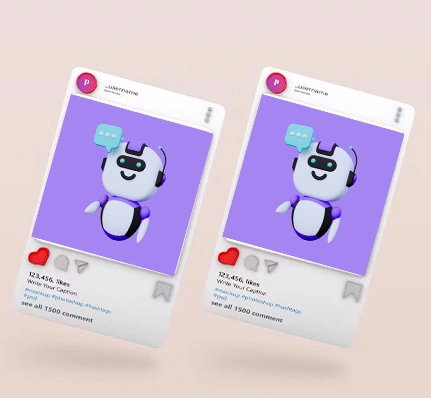 P
_username
123,456, likes
Write Your Caption
#mockup #photoshop #hashtags
#psd
see all 1500 comment
P
_username
123,456, likes
Write Your Caption
#mockup #photoshop #hashtags
#psd
see all 1500 comment